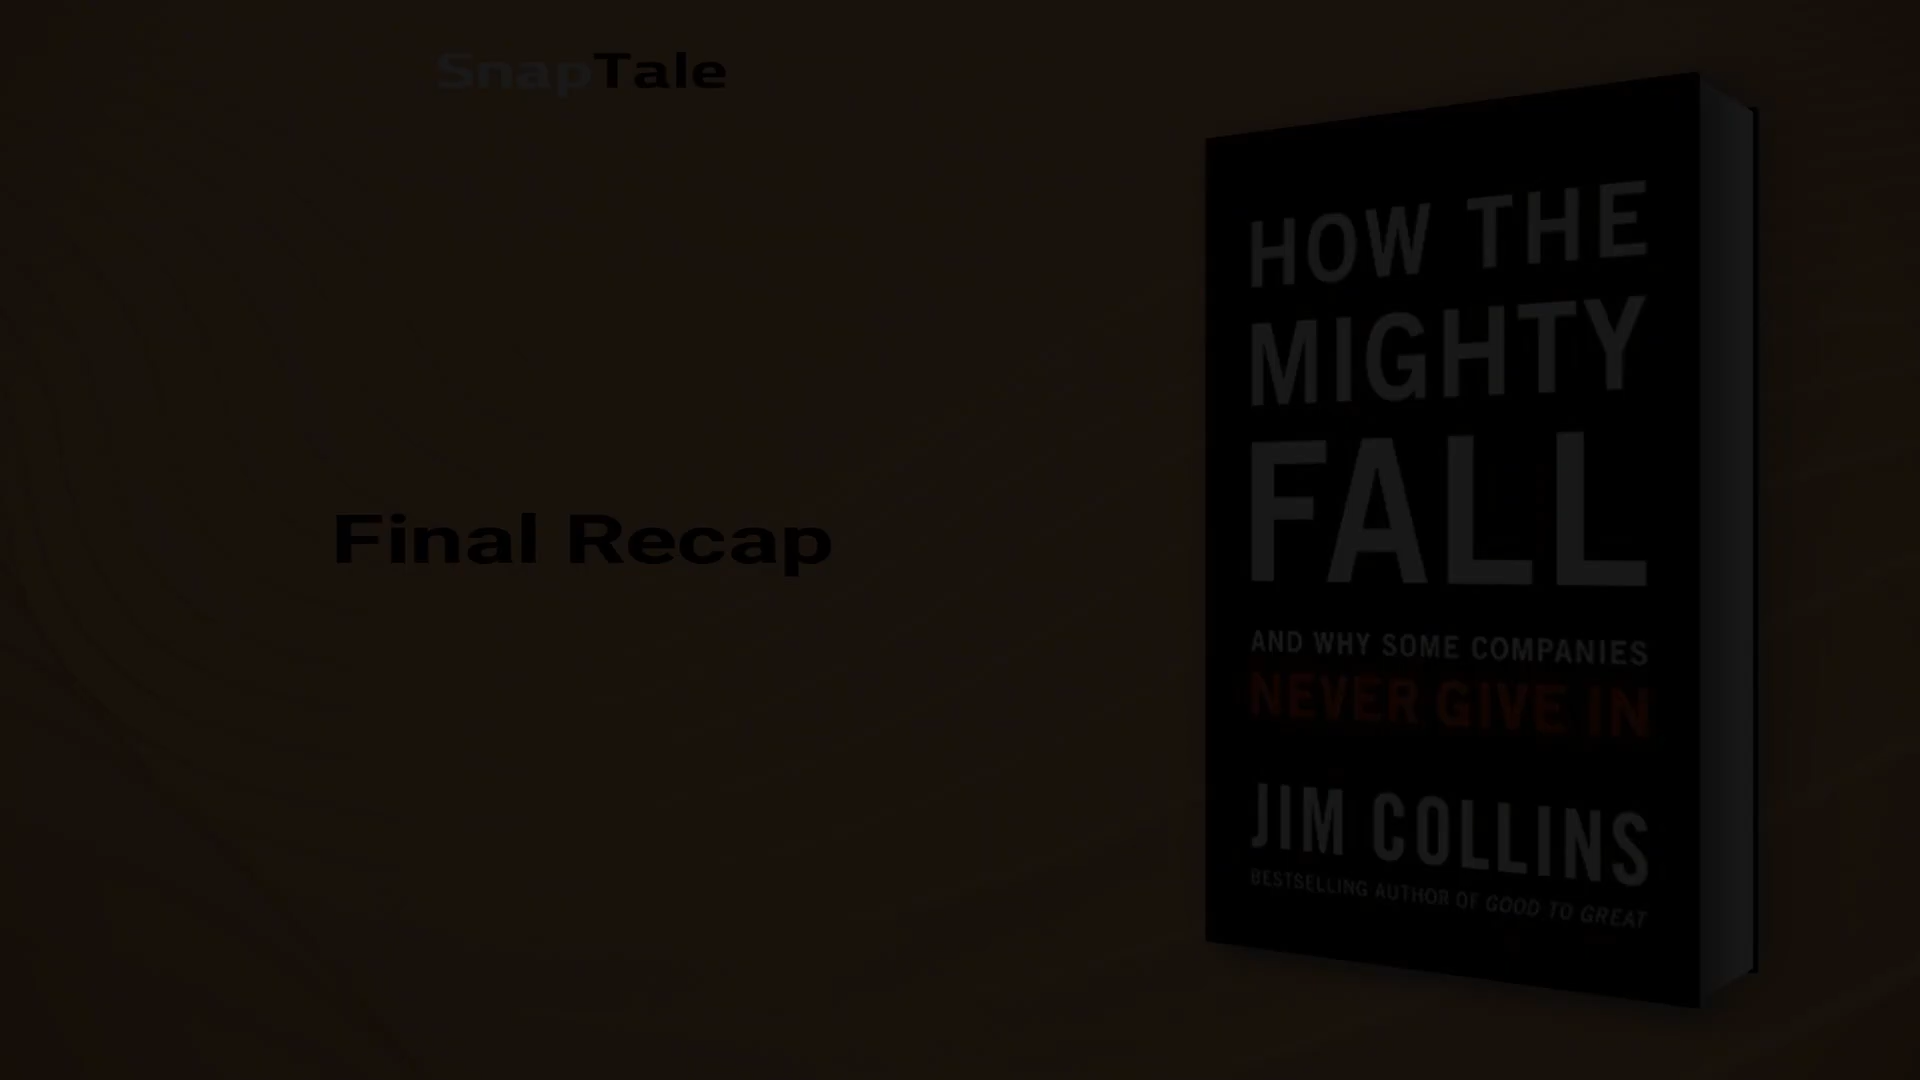 SnapTale
Final Recap
HOW THE
MIGHTY
FALL
AND WHY SOME COMPANIES
NEVER GIVE IN
JIM COLLINS
BESTSELLING AUTHOR OF GOOD TO GREAT